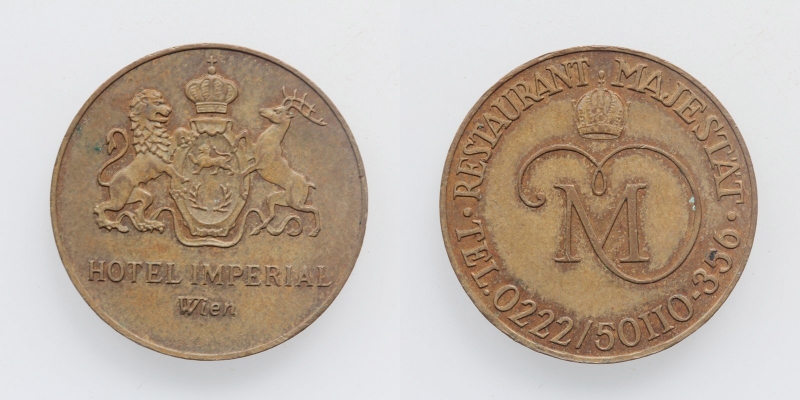 HOTEL IMPERIAL
Wien
· RESTAURANT MAJESTÄT ·
M
TEL. 0222/50110-356